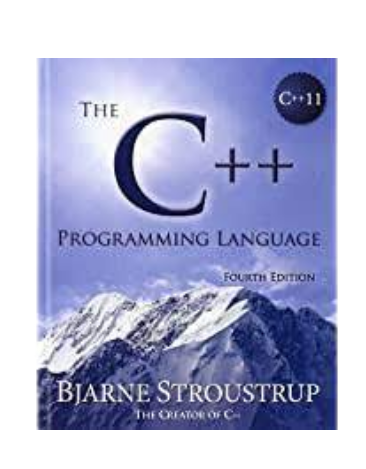 C++11
THE
C++
PROGRAMMING LANGUAGE
FOURTH EDITION
BJARNE STROUSTRUP
THE CREATOR OF C++